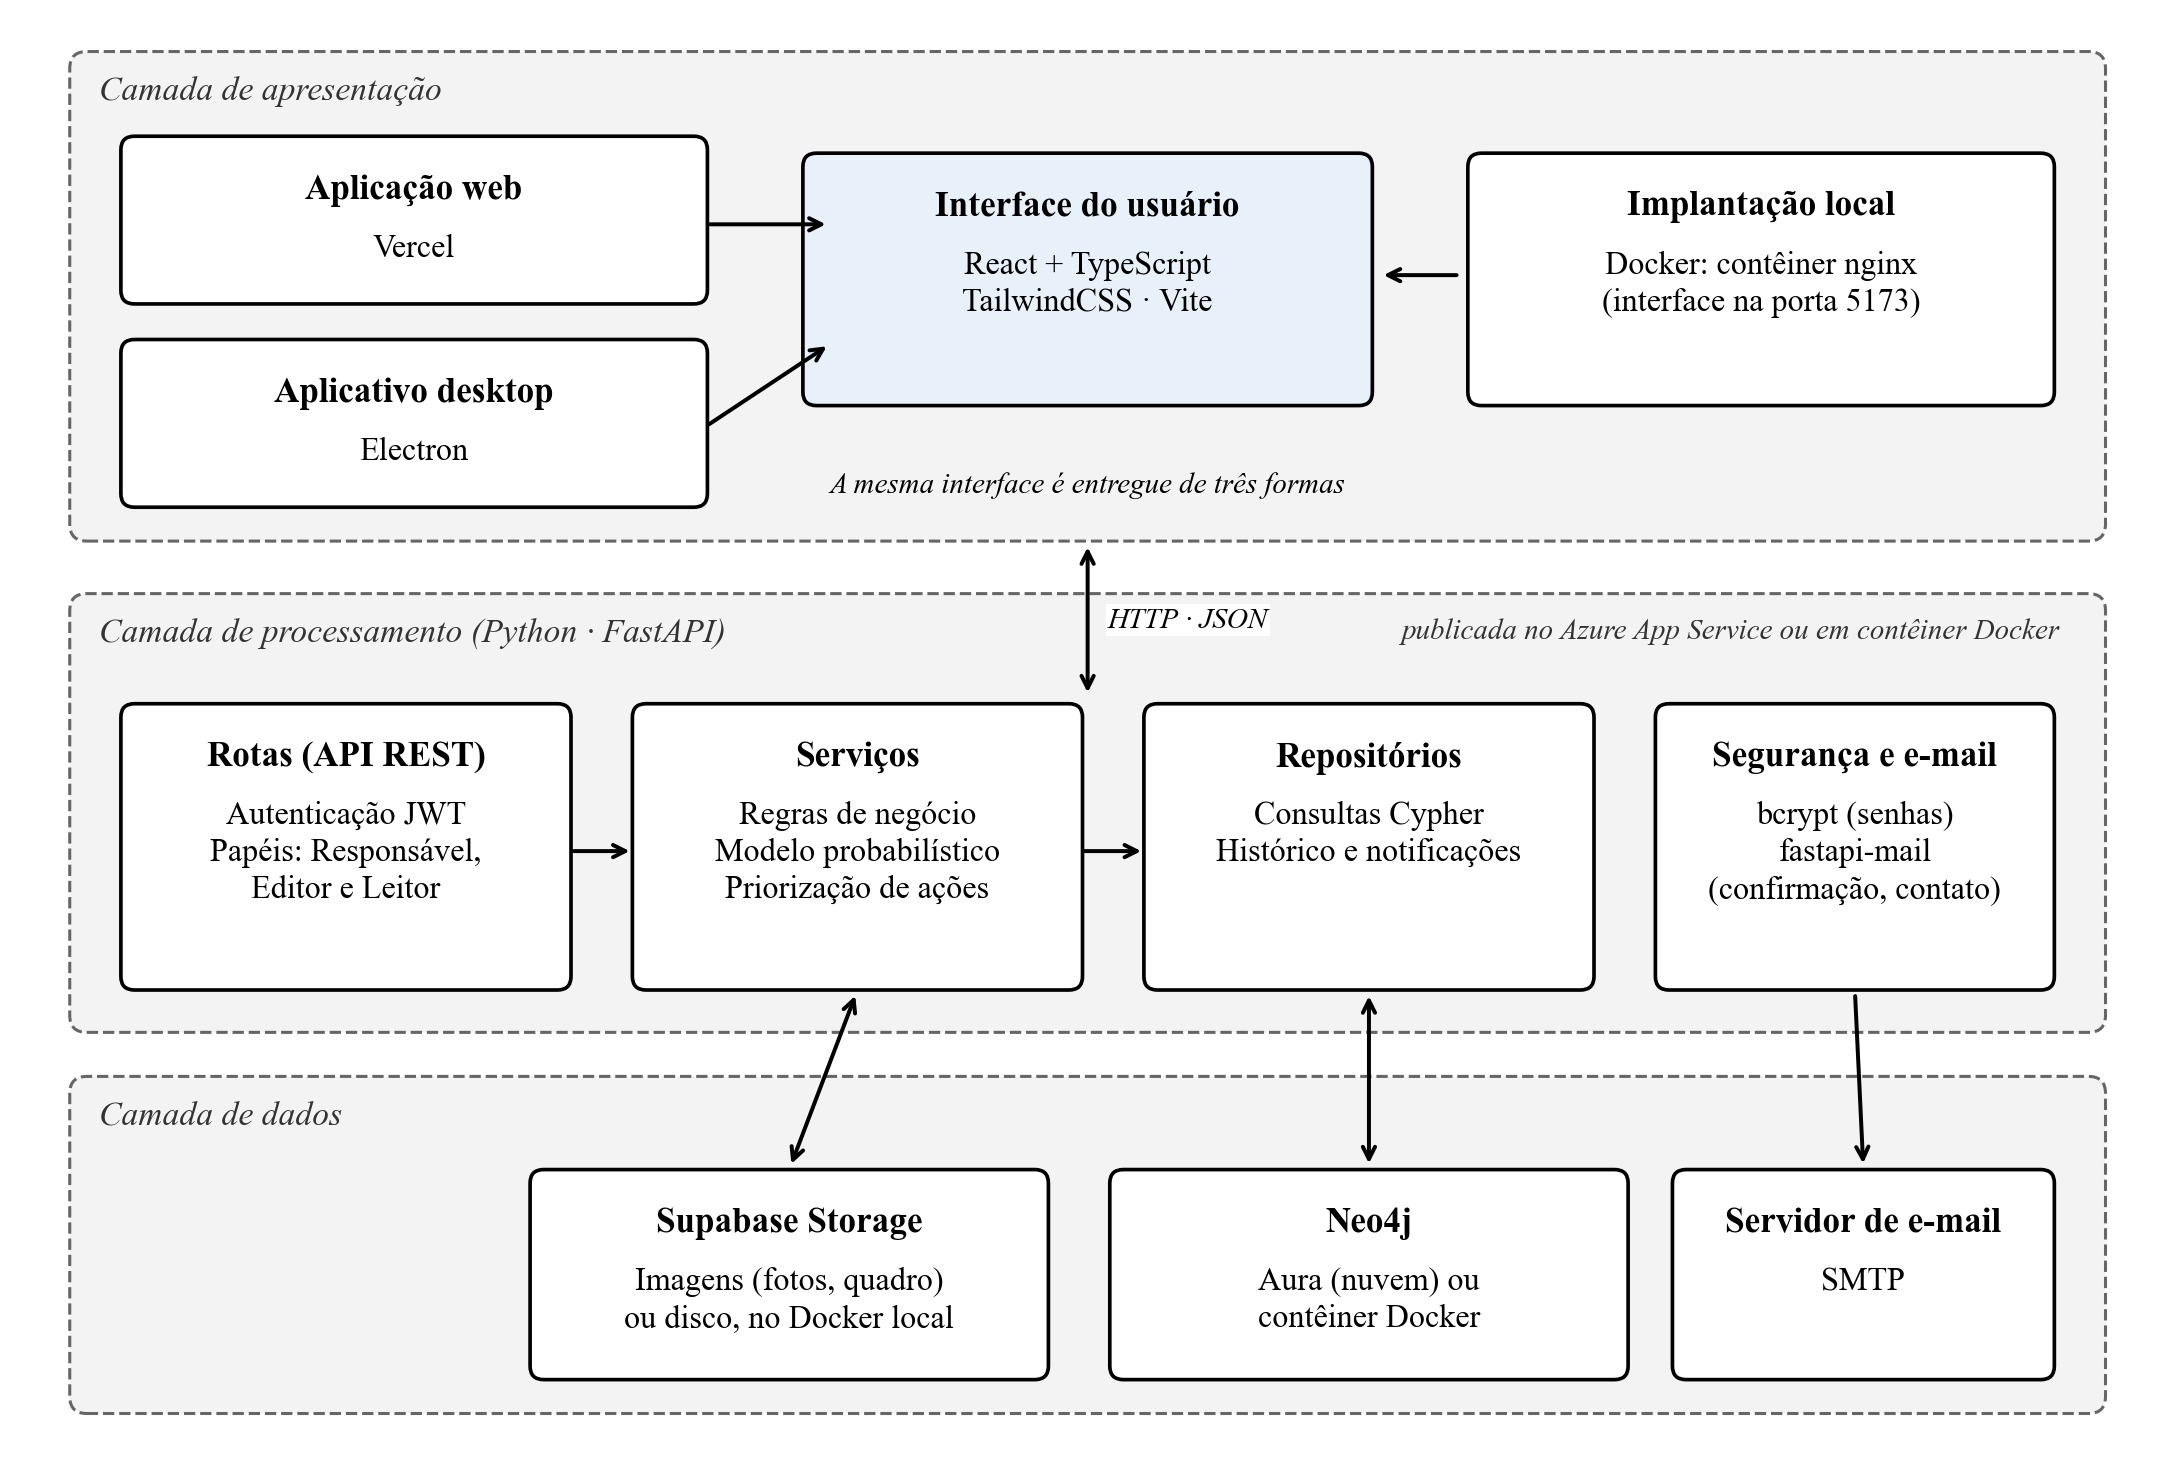 Camada de apresentação
Aplicação web
Vercel
Aplicativo desktop
Electron
Interface do usuário
React + TypeScript
TailwindCSS · Vite
Implantação local
Docker: contêiner nginx
(interface na porta 5173)
A mesma interface é entregue de três formas
HTTP · JSON
Camada de processamento (Python · FastAPI)
publicada no Azure App Service ou em contêiner Docker
Rotas (API REST)
Autenticação JWT
Papéis: Responsável,
Editor e Leitor
Serviços
Regras de negócio
Modelo probabilístico
Priorização de ações
Repositórios
Consultas Cypher
Histórico e notificações
Segurança e e-mail
bcrypt (senhas)
fastapi-mail
(confirmação, contato)
Camada de dados
Supabase Storage
Imagens (fotos, quadro)
ou disco, no Docker local
Neo4j
Aura (nuvem) ou
contêiner Docker
Servidor de e-mail
SMTP